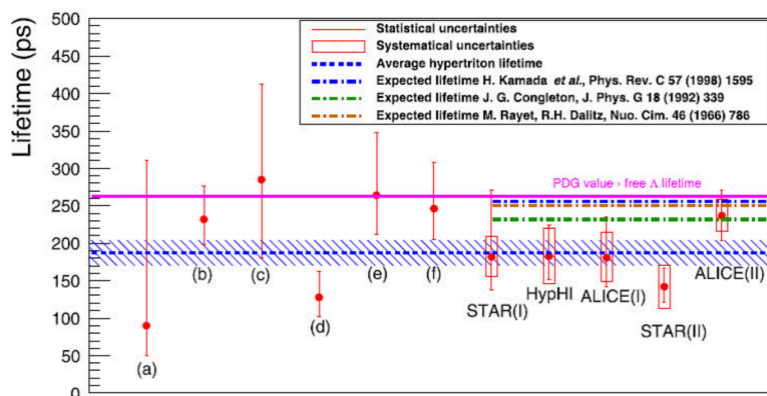 Lifetime (ps)
500
450
400
350
300
250
200
150
100
50
0
Statistical uncertainties
Systematical uncertainties
Average hypertriton lifetime
Expected lifetime H. Kamada et al., Phys. Rev. C 57 (1998) 1595
Expected lifetime J. G. Congleton, J. Phys. G 18 (1992) 339
Expected lifetime M. Rayet, R.H. Dalitz, Nuo. Cim. 46 (1966) 786
PDG value - free Λ lifetime
(a)
(b)
(c)
(d)
(e)
(f)
STAR(I)
HypHI
ALICE(I)
STAR(II)
ALICE(II)